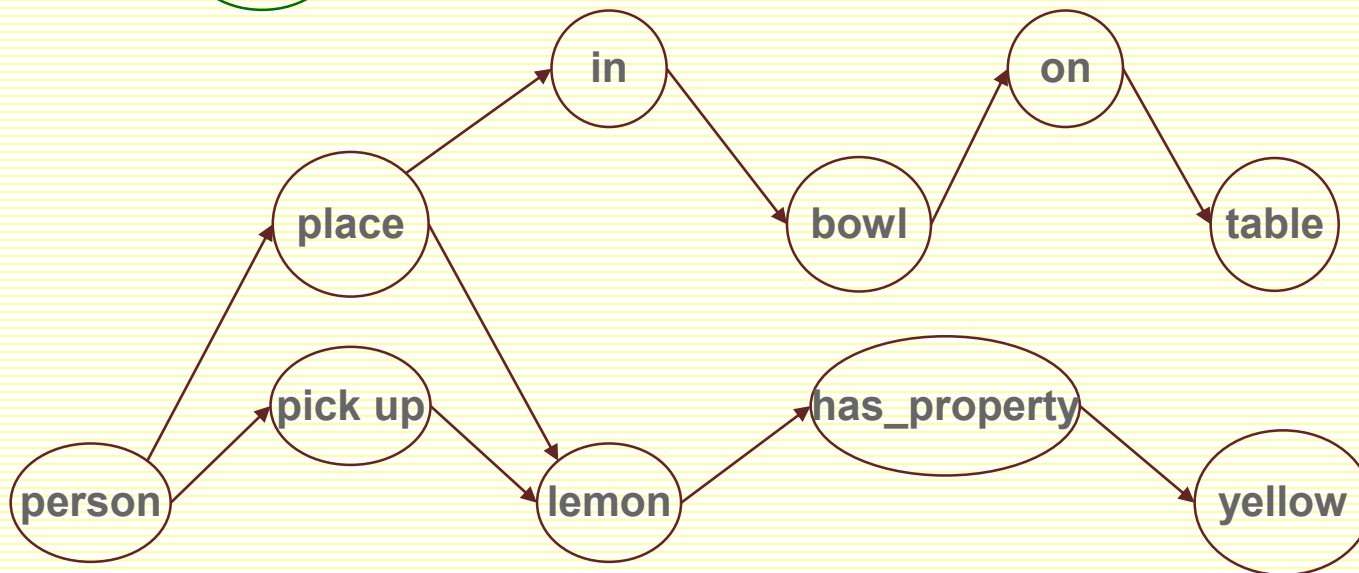 in
on
place
bowl
table
pick up
has_property
person
lemon
yellow